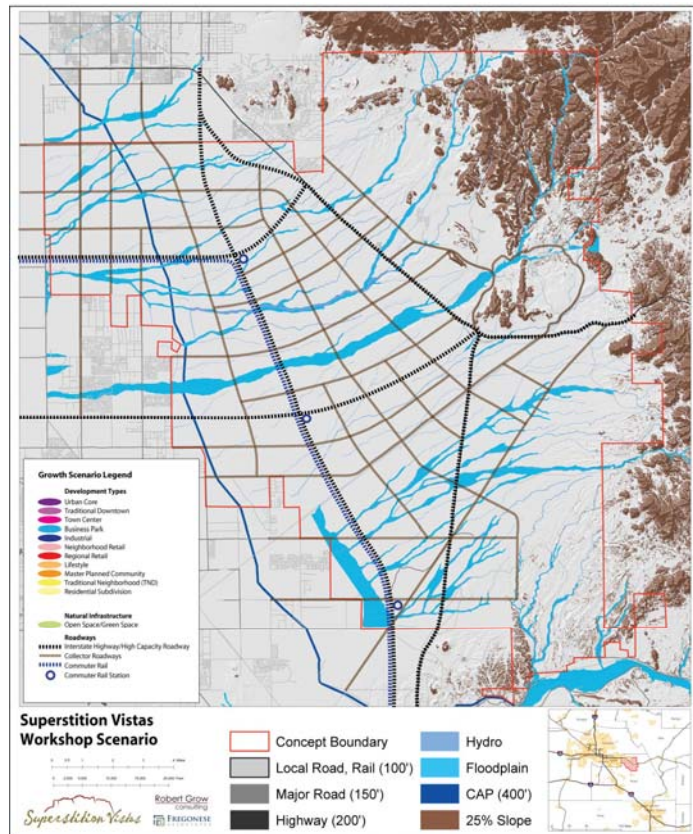 Growth Scenario Legend
Development Types
Urban Core
Traditional Downtown
Town Center
Business Park
Industrial
Neighborhood Retail
Regional Retail
Lifestyle
Master Planned Community
Traditional Neighborhood (TND)
Residential Subdivision
Natural Infrastructure
Open Space/Green Space
Roadways
Interstate Highway/High Capacity Roadway
Collector Roadways
Commuter Rail
Commuter Rail Station
Superstition Vistas
Workshop Scenario
Superstition Vistas
Robert Grow
consulting
FREGONESE
Concept Boundary
Local Road, Rail (100')
Major Road (150')
Highway (200')
Hydro
Floodplain
CAP (400')
25% Slope